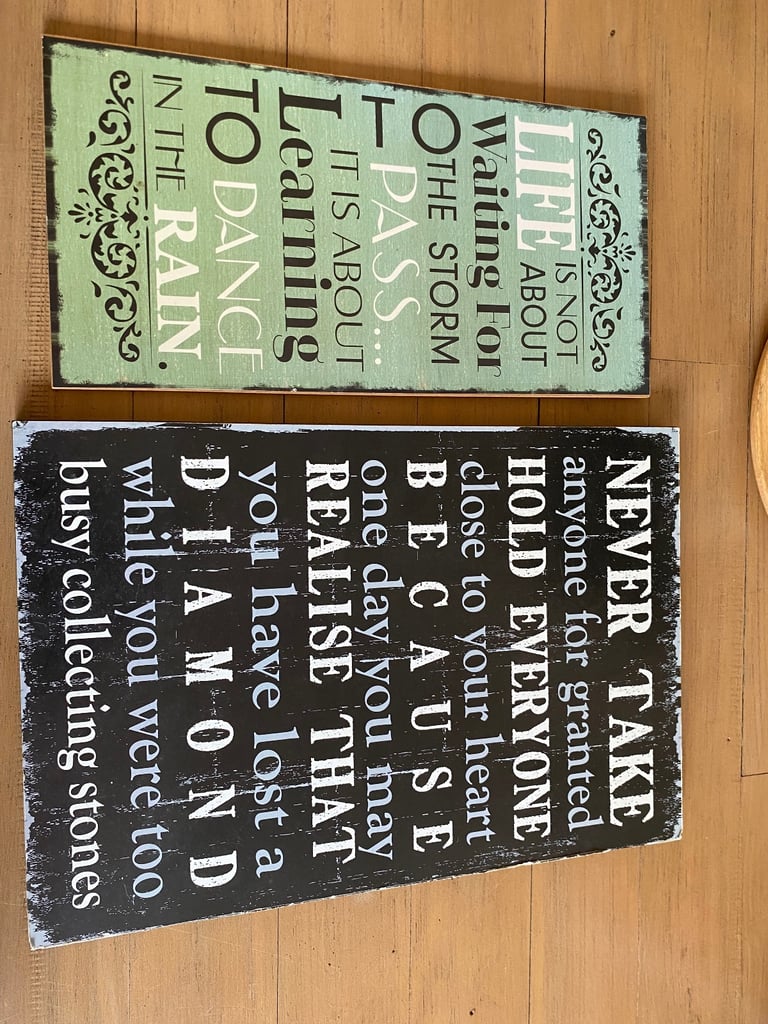 LIFE IS NOT
ABOUT
Waiting For
THE STORM
TO PASS...
IT IS ABOUT
Learning
TO DANCE
IN THE RAIN.
NEVER TAKE
anyone for granted
HOLD EVERYONE
close to your heart
BECAUSE
one day you may
REALISE THAT
you have lost a
DIAMOND
while you were too
busy collecting stones